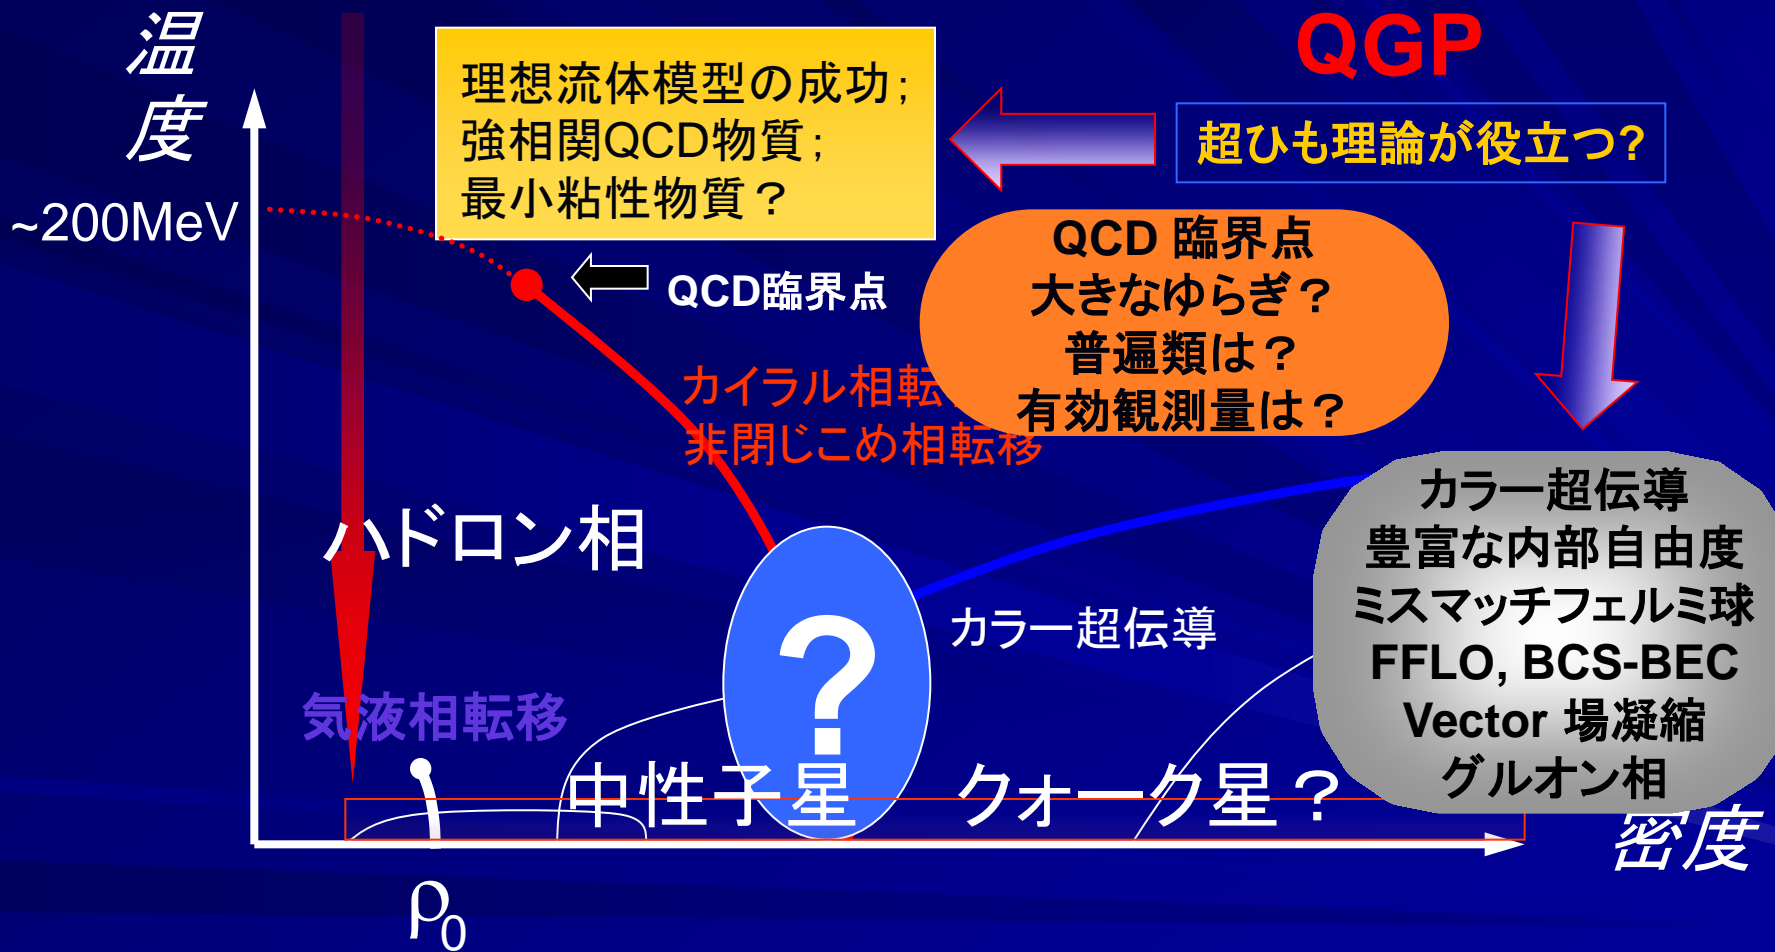 温
度
QGP
理想流体模型の成功;
強相関QCD物質;
最小粘性物質？
超ひも理論が役立つ?
~200MeV
QCD 臨界点
大きなゆらぎ？
普遍類は？
有効観測量は？
QCD臨界点
カイラル相転
非閉じこめ相転移
カラー超伝導
豊富な内部自由度
ミスマッチフェルミ球
FFLO, BCS-BEC
Vector 場凝縮
グルオン相
ハドロン相
?
カラー超伝導
気液相転移
中性子星
クォーク星？
密度
ρ0